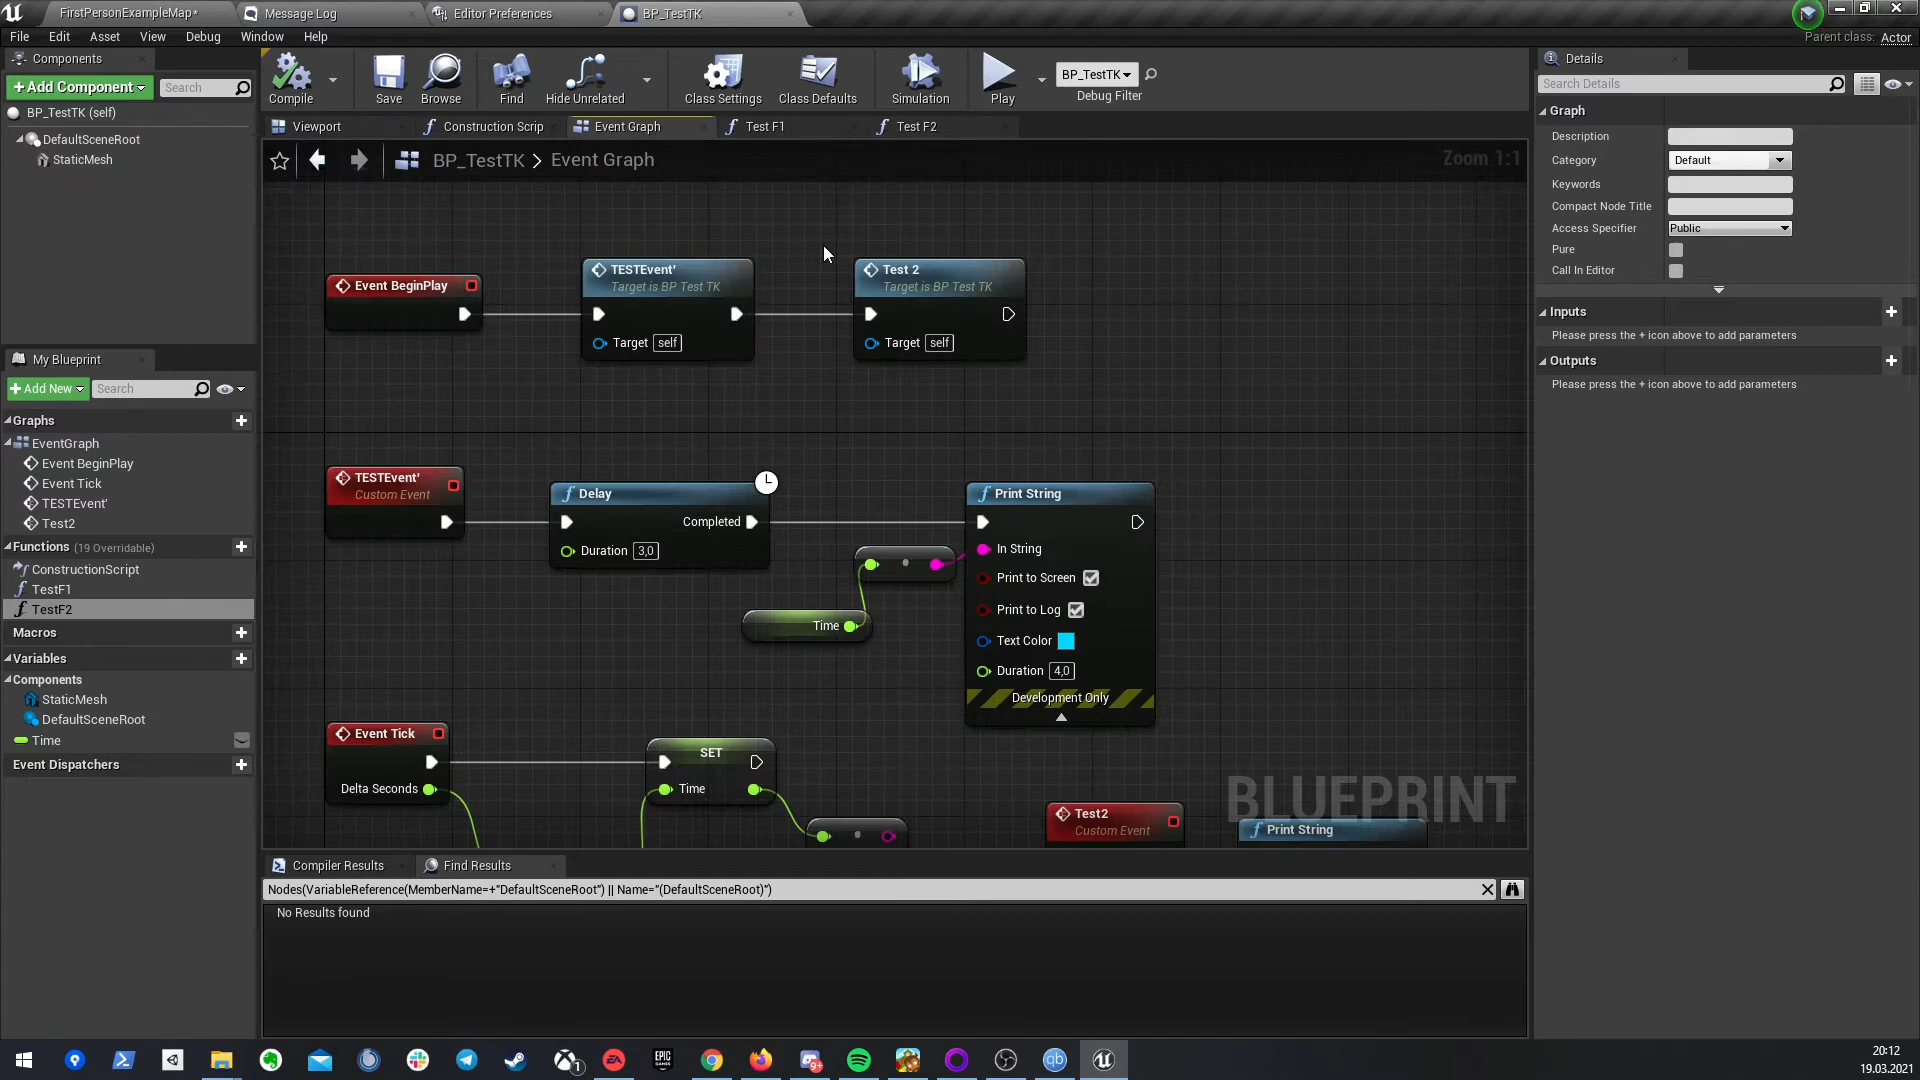 FirstPersonExampleMap*
Message Log
Editor Preferences
BP_TestTK
File Edit Asset View Debug Window Help
Parent class: Actor
Components
+Add Component
Search
BP_TestTK (self)
DefaultSceneRoot
StaticMesh
Compile
Save
Browse
Find
Hide Unrelated
Class Settings
Class Defaults
Simulation
Play
BP_TestTK
Debug Filter
Viewport
Construction Scrip
Event Graph
Test F1
Test F2
BP_TestTK > Event Graph
Zoom 1:1
My Blueprint
+Add New
Search
Graphs
EventGraph
Event BeginPlay
Event Tick
TESTEvent'
Test2
Functions (19 Overridable)
ConstructionScript
TestF1
TestF2
Macros
Variables
Components
StaticMesh
DefaultSceneRoot
Time
Event Dispatchers
Event BeginPlay
TESTEvent'
Target is BP Test TK
Target self
Test 2
Target is BP Test TK
Target self
TESTEvent'
Custom Event
Delay
Completed
Duration 3,0
Time
Print String
In String
Print to Screen
Print to Log
Text Color
Duration 4,0
Development Only
Event Tick
Delta Seconds
SET
Time
Test2
Custom Event
Print String
BLUEPRINT
Compiler Results
Find Results
Nodes(VariableReference(MemberName=+"DefaultSceneRoot") || Name="(DefaultSceneRoot)")
No Results found
Details
Search Details
Graph
Description
Category Default
Keywords
Compact Node Title
Access Specifier Public
Pure
Call In Editor
Inputs
Please press the + icon above to add parameters
Outputs
Please press the + icon above to add parameters
EPIC
GAMES
EA
1
9+
qb
20:12
19.03.2021